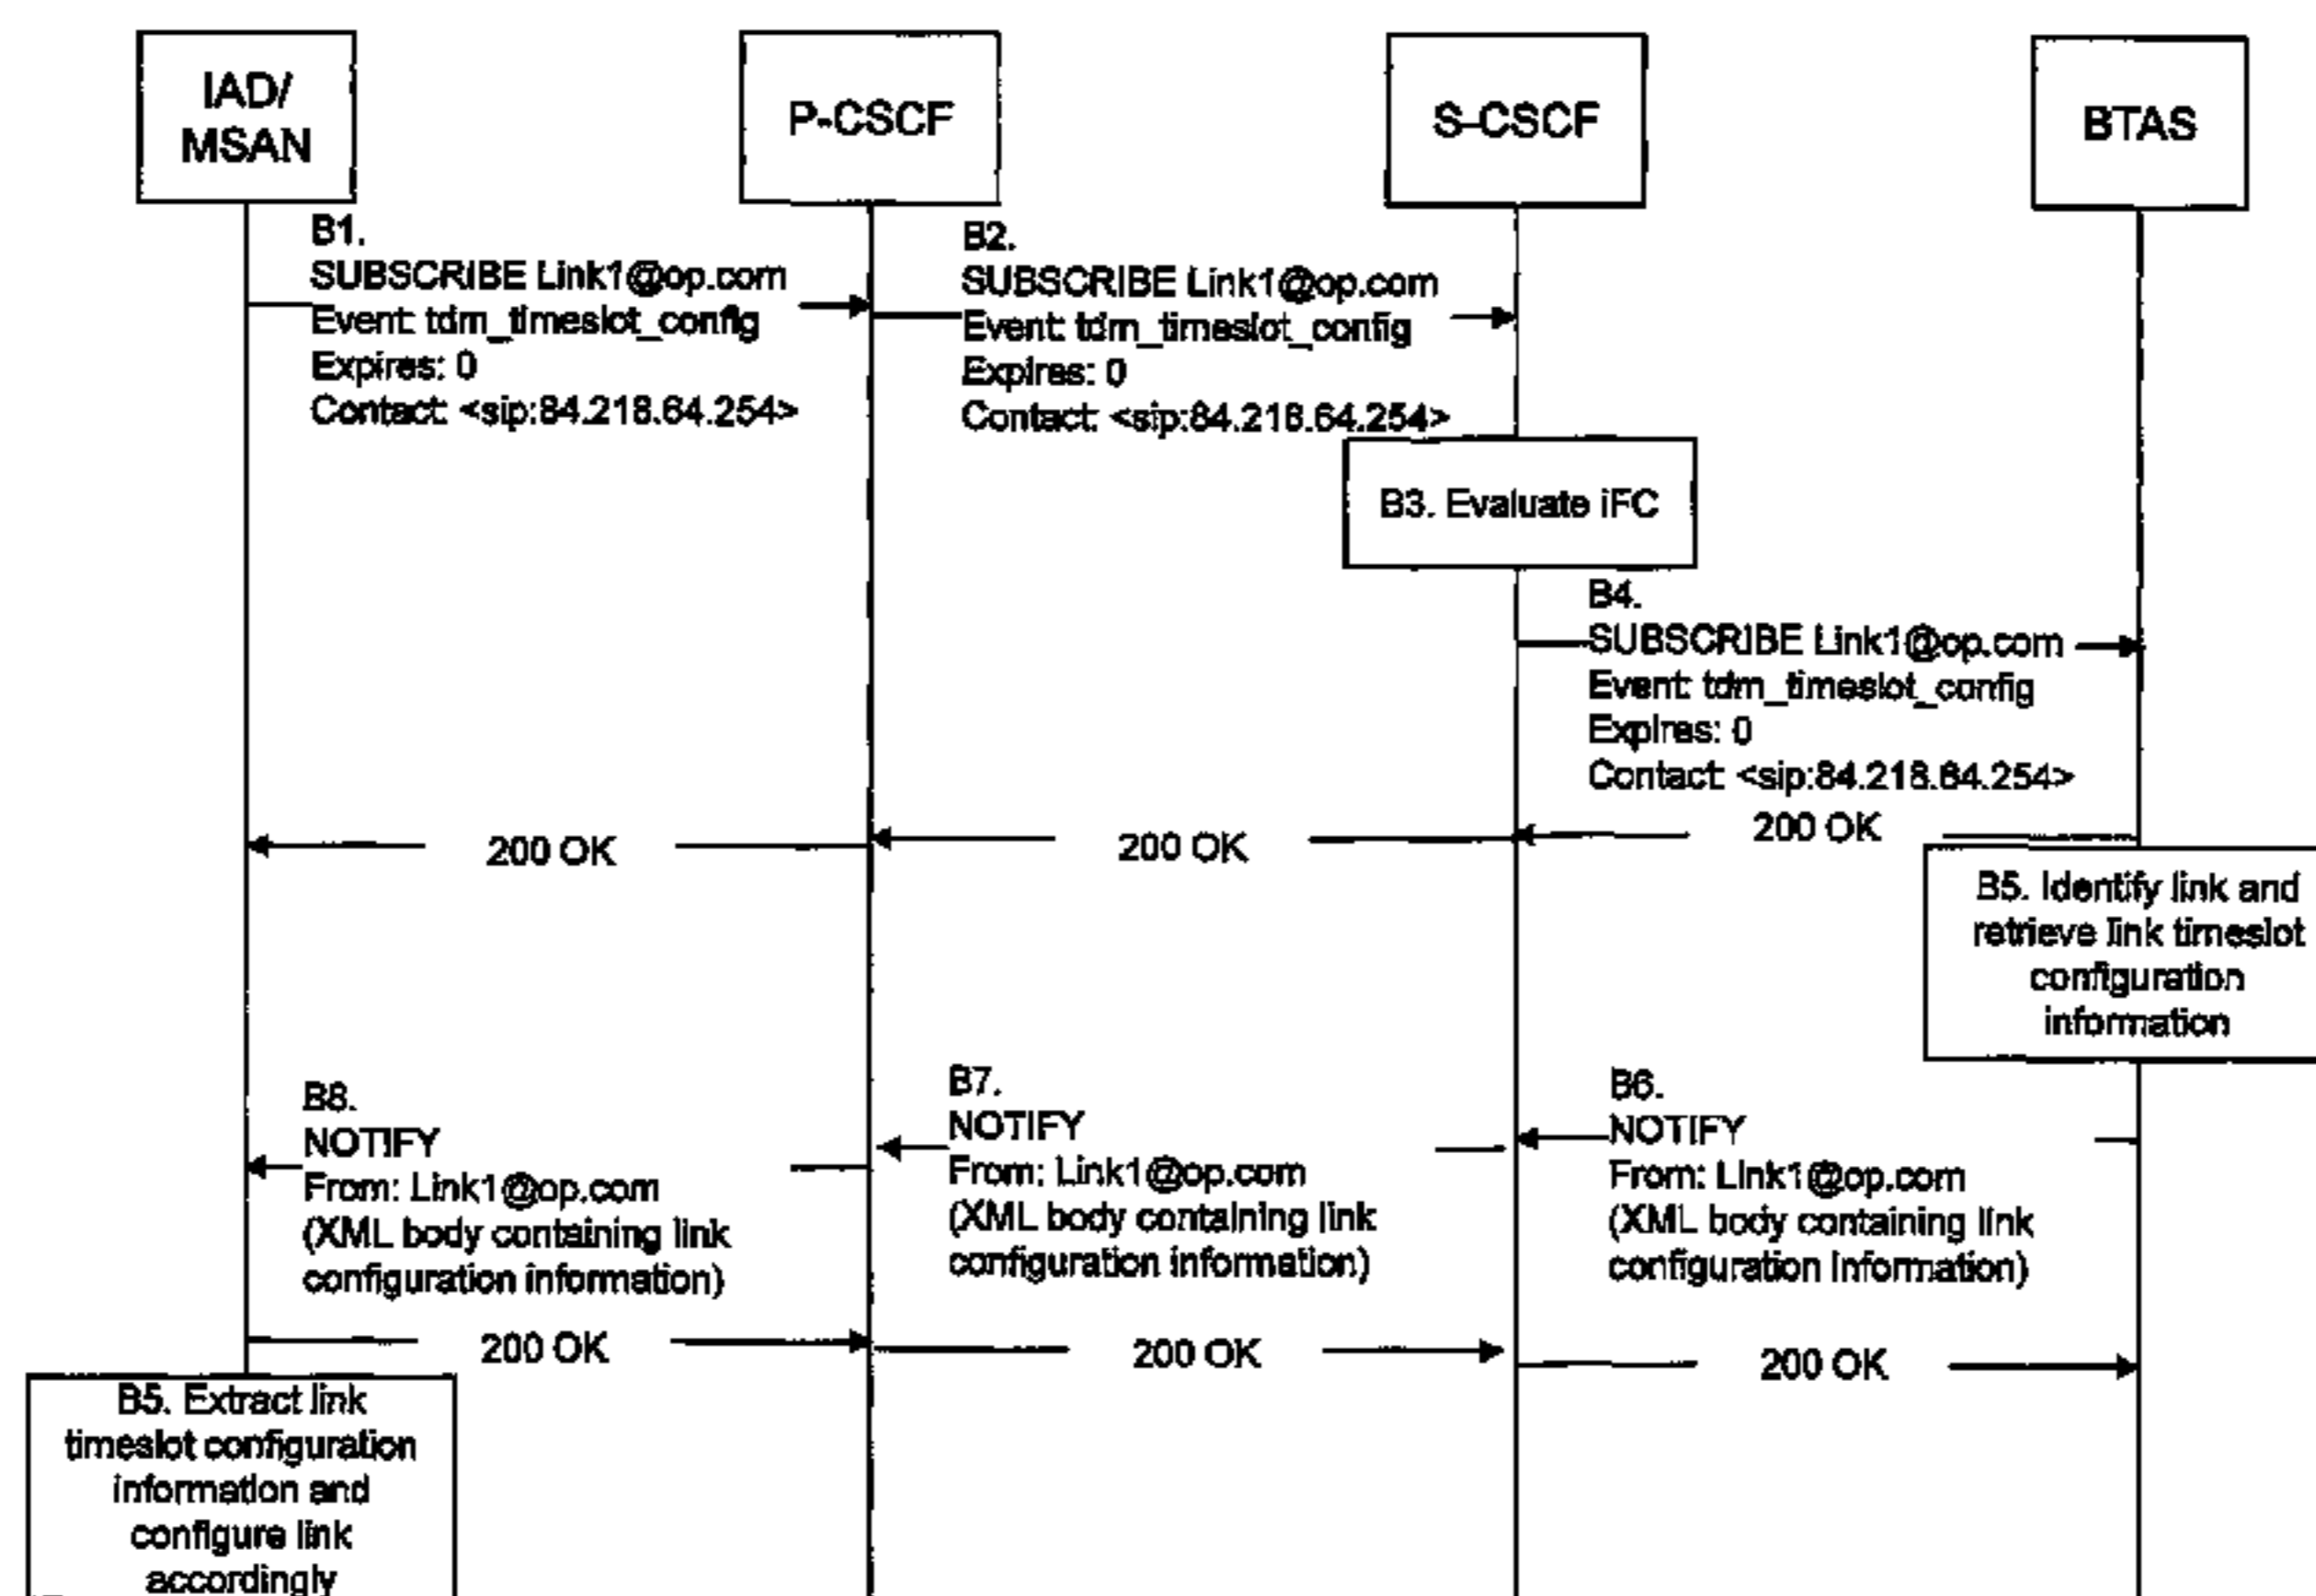 IAD/
MSAN
P-CSCF
S-CSCF
BTAS
B1.
SUBSCRIBE Link1@op.com
Event: tdm_timeslot_config
Expires: 0
Contact: <sip:84.218.64.254>
B2.
SUBSCRIBE Link1@op.com
Event: tdm_timeslot_config
Expires: 0
Contact: <sip:84.218.64.254>
B3. Evaluate iFC
B4.
SUBSCRIBE Link1@op.com
Event: tdm_timeslot_config
Expires: 0
Contact: <sip:84.218.64.254>
200 OK
200 OK
200 OK
B5. Identify link and
retrieve link timeslot
configuration
information
B8.
NOTIFY
From: Link1@op.com
(XML body containing link
configuration information)
B7.
NOTIFY
From: Link1@op.com
(XML body containing link
configuration information)
B6.
NOTIFY
From: Link1@op.com
(XML body containing link
configuration information)
200 OK
200 OK
200 OK
B5. Extract link
timeslot configuration
information and
configure link
accordingly